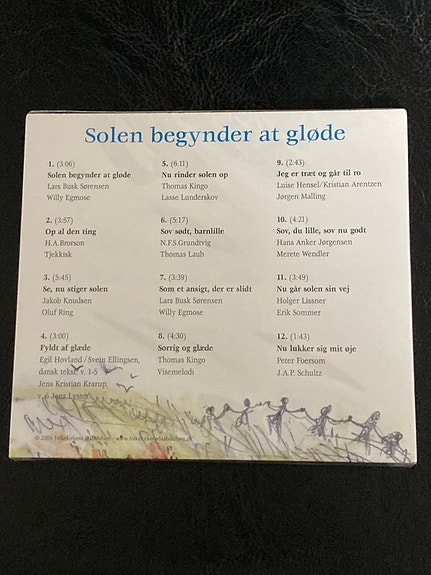 Solen begynder at gløde
1. (3:06)
Solen begynder at gløde
Lars Busk Sørensen
Willy Egmose
2. (3:57)
Op al den ting
H.A.Brorson
Tjekkisk
3. (5:45)
Se, nu stiger solen
Jakob Knudsen
Oluf Ring
4. (3:00)
Fyldt af glæde
Egil Hovland/Svein Ellingsen,
dansk tekst: v. 1-5
Jens Kristian Krarup,
v. 6 Jens Lyster
5. (6:11)
Nu rinder solen op
Thomas Kingo
Lasse Lunderskov
6. (5:17)
Sov sødt, barnlille
N.F.S.Grundtvig
Thomas Laub
7. (3:39)
Som et ansigt, der er slidt
Lars Busk Sørensen
Willy Egmose
8. (4:30)
Sorrig og glæde
Thomas Kingo
Visemelodi
9. (2:43)
Jeg er træt og går til ro
Luise Hensel/Kristian Arentzen
Jørgen Malling
10. (4:21)
Sov, du lille, sov nu godt
Hans Anker Jørgensen
Merete Wendler
11. (3:49)
Nu går solen sin vej
Holger Lissner
Erik Sommer
12. (1:43)
Nu lukker sig mit øje
Peter Foersom
J.A.P. Schultz
© 2006 Folkekirkens